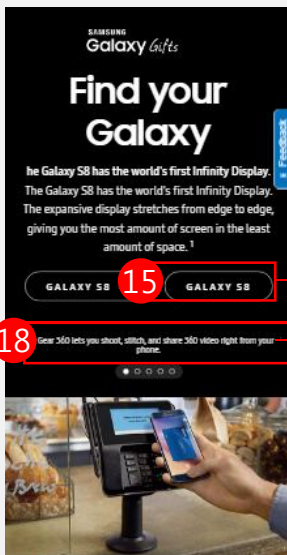 SAMSUNG
Galaxy Gifts
Find your
Galaxy
Feedback
he Galaxy S8 has the world's first Infinity Display.
The Galaxy S8 has the world's first Infinity Display.
The expansive display stretches from edge to edge,
giving you the most amount of screen in the least
amount of space. 1
GALAXY S8 15 GALAXY S8
18 Gear 360 lets you shoot, stitch, and share 360 video right from your
phone.